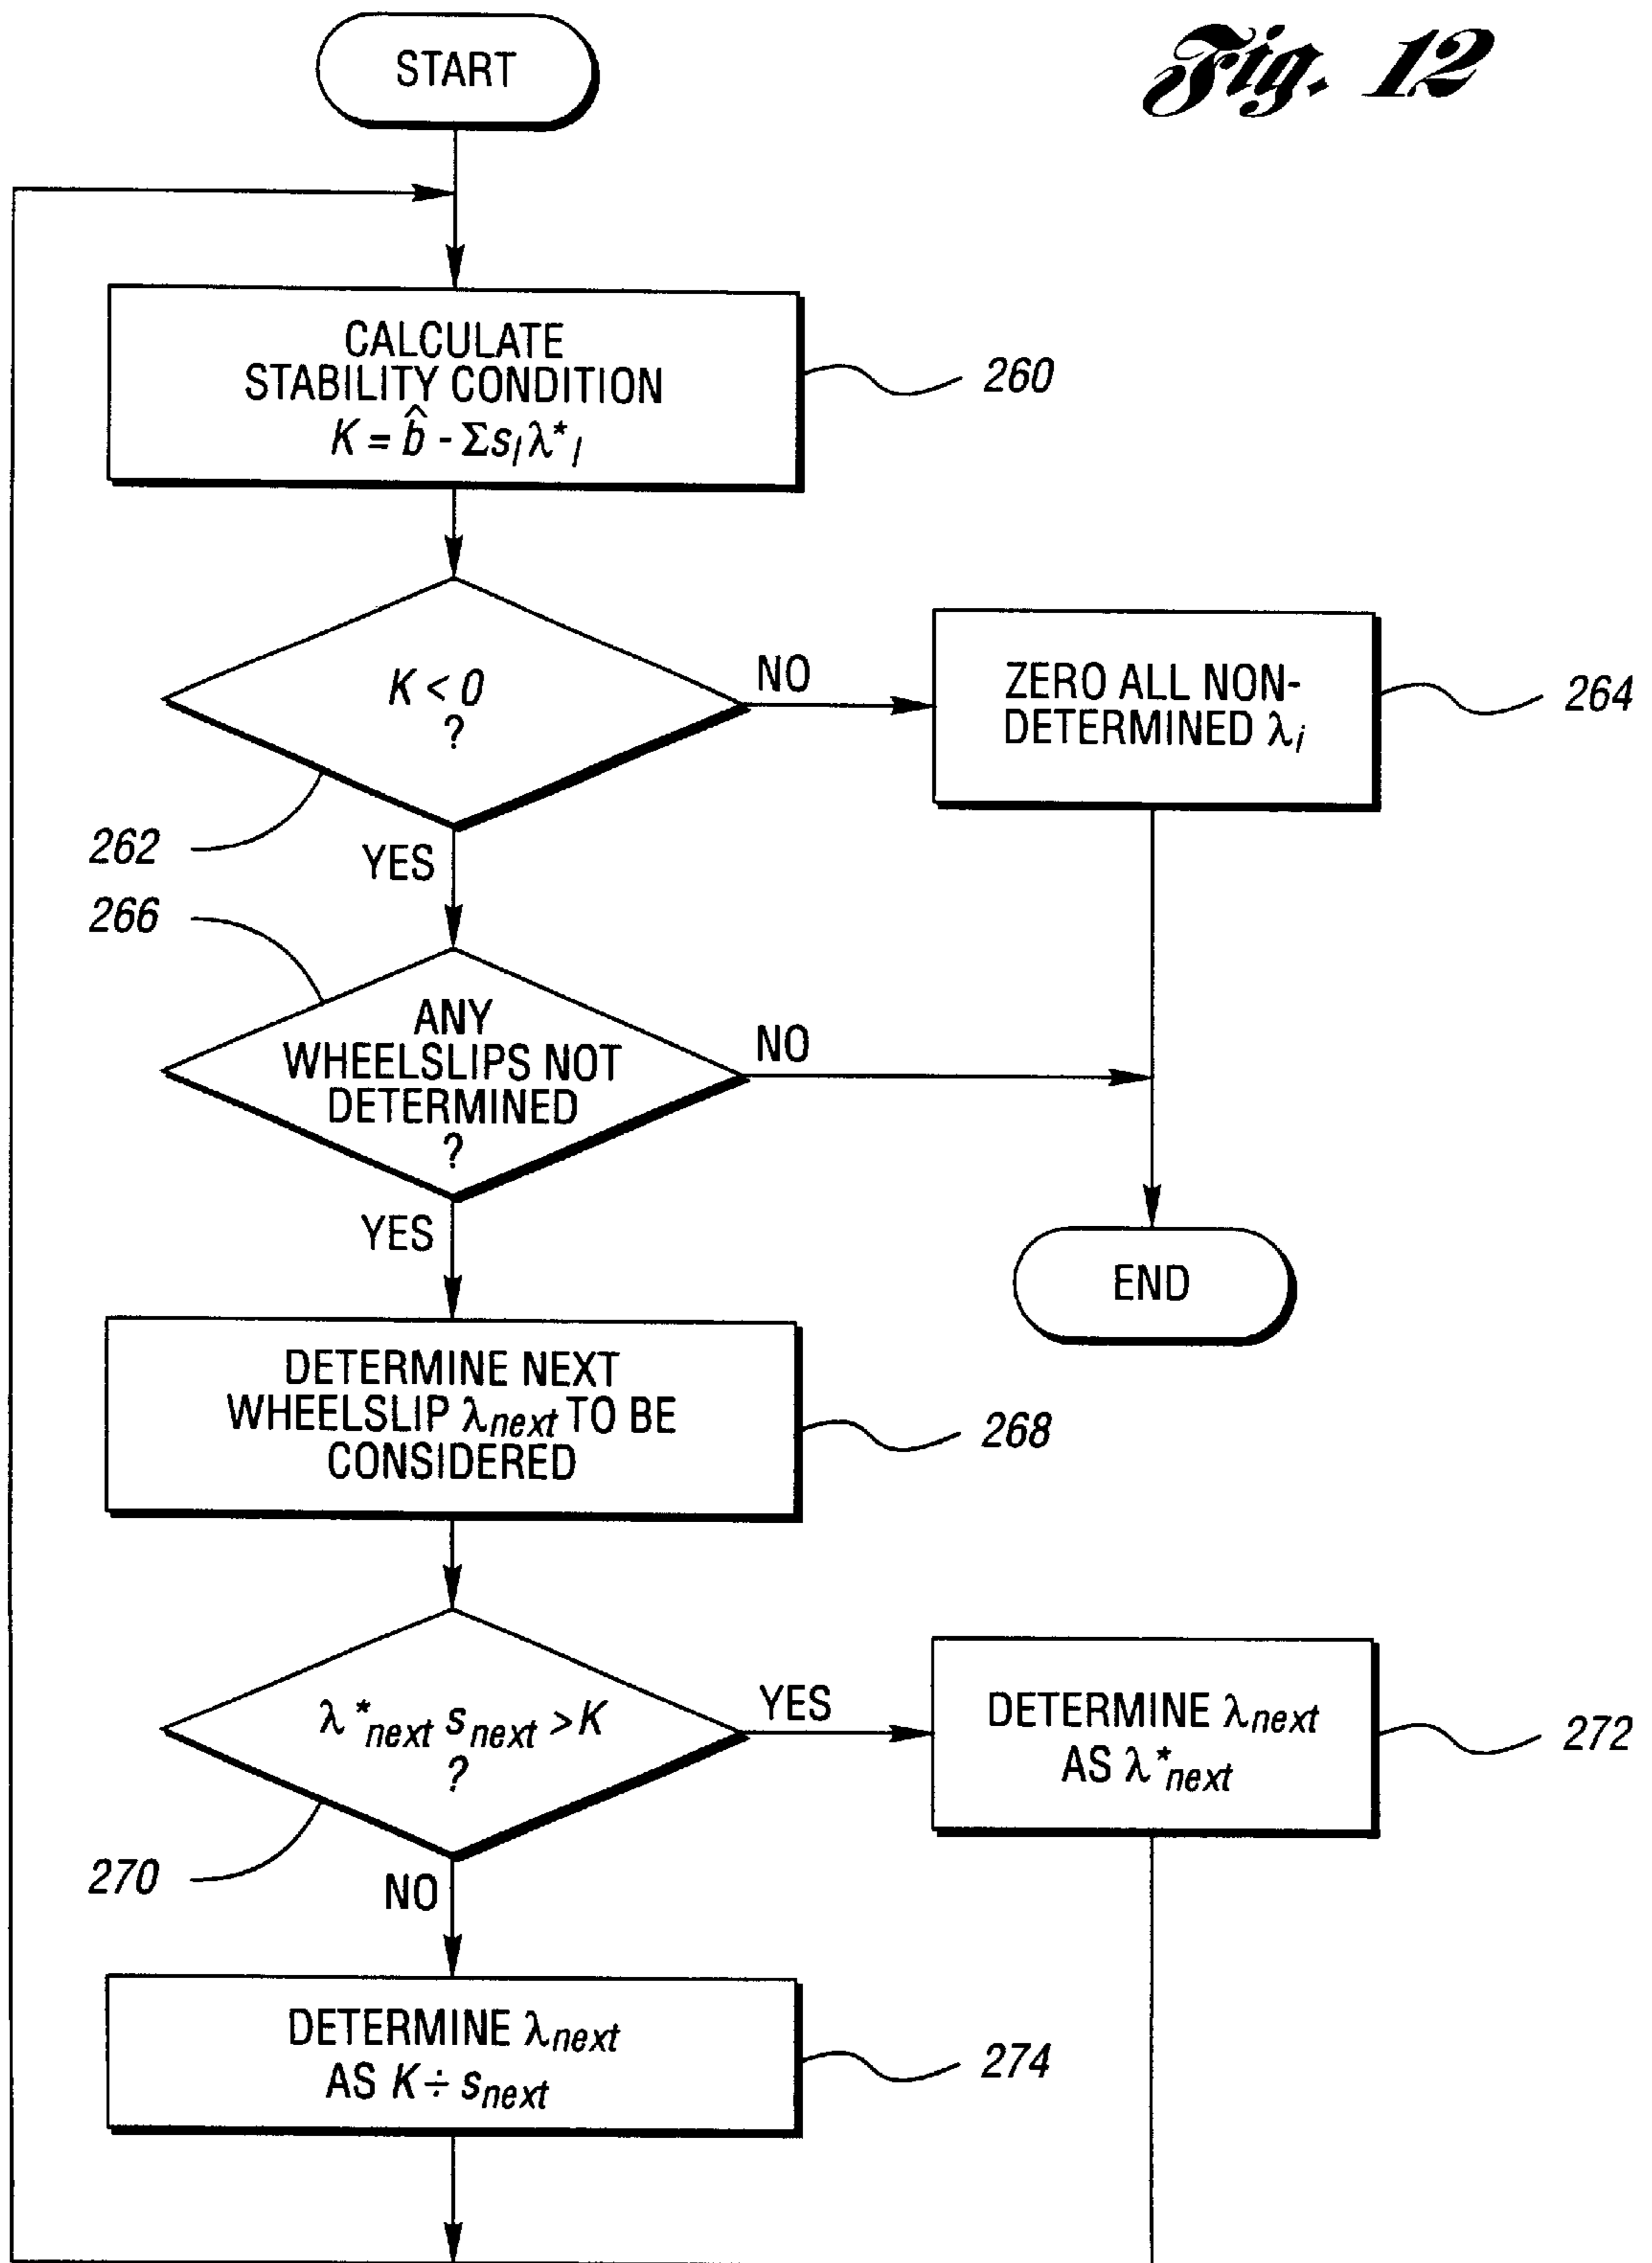 Fig. 12
START
CALCULATE
STABILITY CONDITION
K = b̂ - Σsᵢλ*ᵢ
260
K < 0
?
NO
ZERO ALL NON-
DETERMINED λᵢ
264
262
YES
266
ANY
WHEELSLIPS NOT
DETERMINED
?
NO
YES
END
DETERMINE NEXT
WHEELSLIP λnext TO BE
CONSIDERED
268
λ*next snext > K
?
YES
DETERMINE λnext
AS λ*next
272
270
NO
DETERMINE λnext
AS K ÷ snext
274